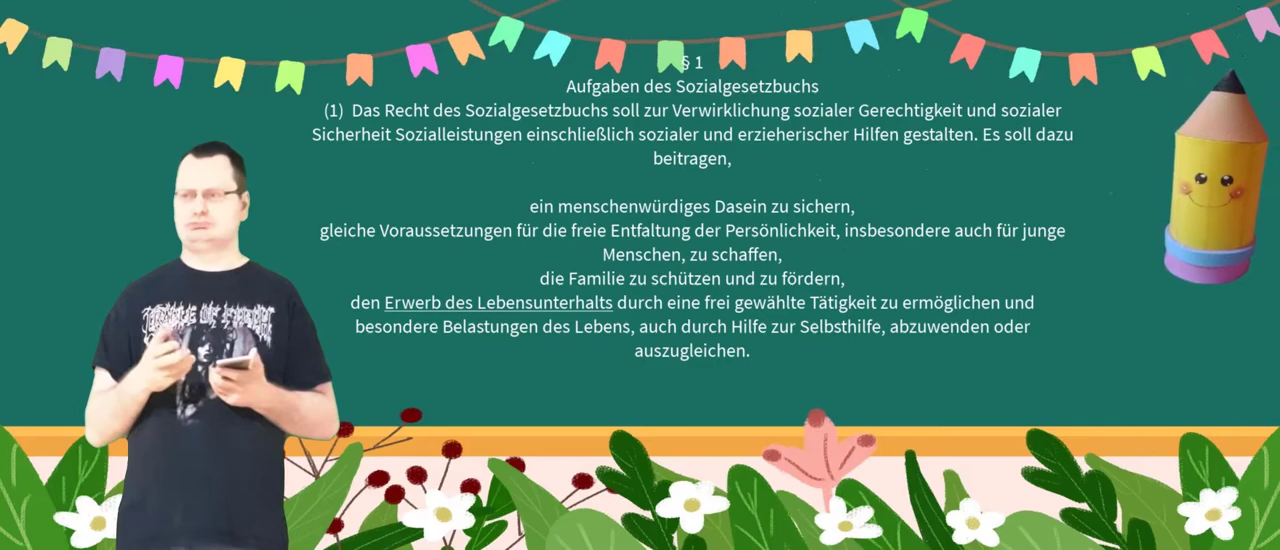 § 1
Aufgaben des Sozialgesetzbuchs
(1) Das Recht des Sozialgesetzbuchs soll zur Verwirklichung sozialer Gerechtigkeit und sozialer
Sicherheit Sozialleistungen einschließlich sozialer und erzieherischer Hilfen gestalten. Es soll dazu
beitragen,
ein menschenwürdiges Dasein zu sichern,
gleiche Voraussetzungen für die freie Entfaltung der Persönlichkeit, insbesondere auch für junge
Menschen, zu schaffen,
die Familie zu schützen und zu fördern,
den Erwerb des Lebensunterhalts durch eine frei gewählte Tätigkeit zu ermöglichen und
besondere Belastungen des Lebens, auch durch Hilfe zur Selbsthilfe, abzuwenden oder
auszugleichen.